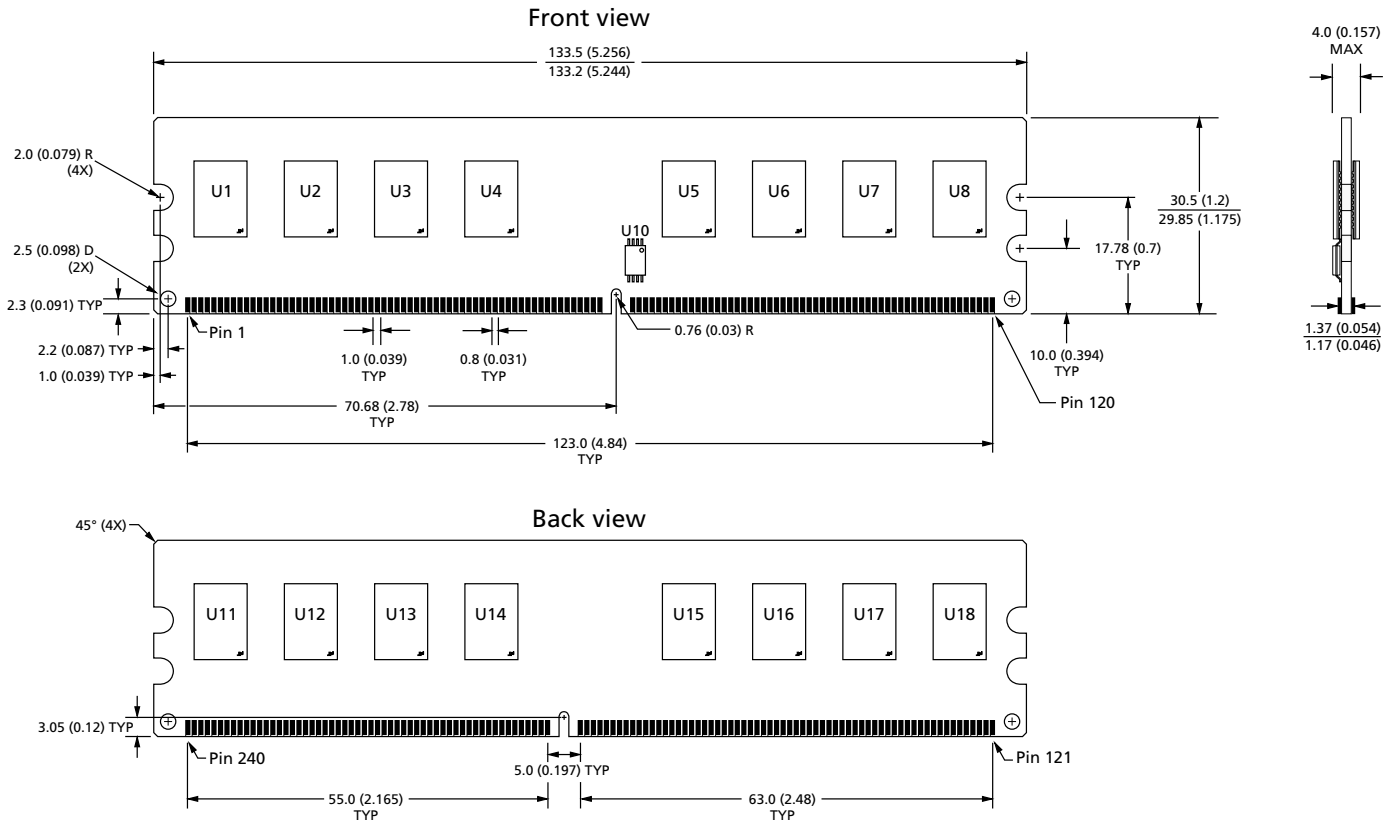 Front view
133.5 (5.256)
133.2 (5.244)
4.0 (0.157)
MAX
2.0 (0.079) R
(4X)
U1
U2
U3
U4
U5
U6
U7
U8
U10
30.5 (1.2)
29.85 (1.175)
17.78 (0.7)
TYP
2.5 (0.098) D
(2X)
2.3 (0.091) TYP
Pin 1
0.76 (0.03) R
2.2 (0.087) TYP
1.0 (0.039)
TYP
0.8 (0.031)
TYP
10.0 (0.394)
TYP
1.37 (0.054)
1.17 (0.046)
1.0 (0.039) TYP
70.68 (2.78)
TYP
Pin 120
123.0 (4.84)
TYP
Back view
45° (4X)
U11
U12
U13
U14
U15
U16
U17
U18
3.05 (0.12) TYP
Pin 240
Pin 121
5.0 (0.197) TYP
55.0 (2.165)
TYP
63.0 (2.48)
TYP